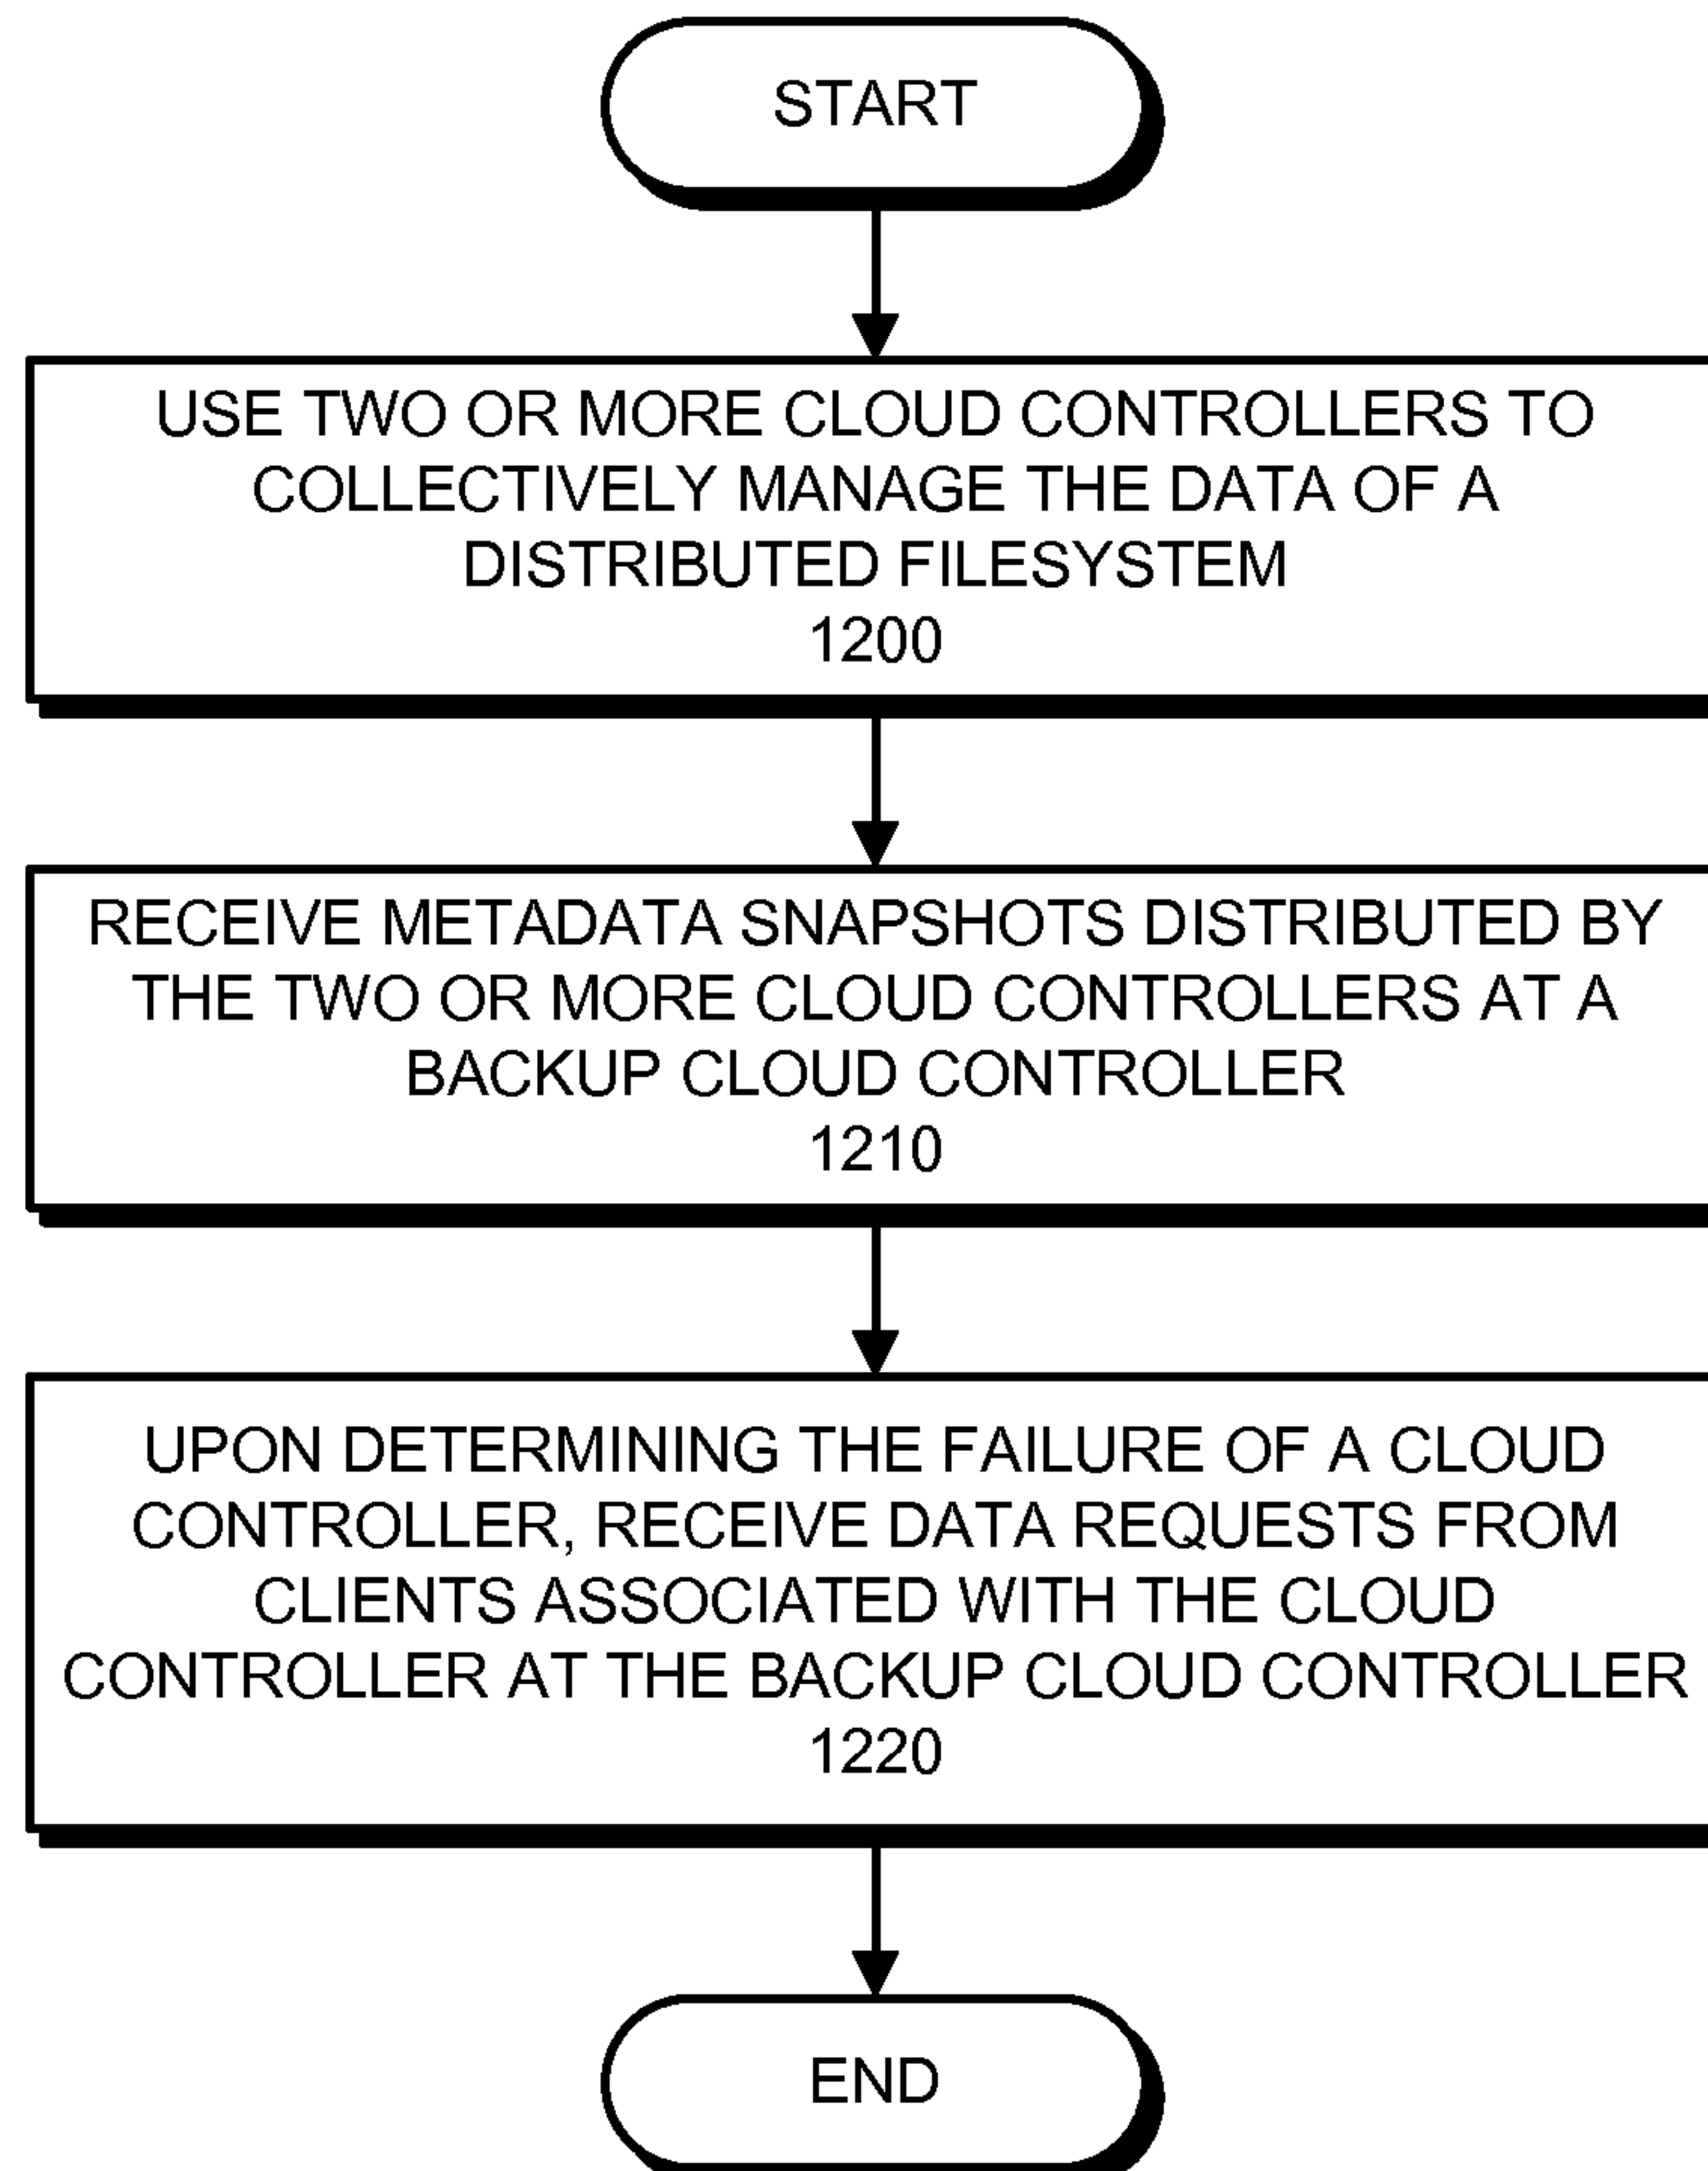 START
USE TWO OR MORE CLOUD CONTROLLERS TO
COLLECTIVELY MANAGE THE DATA OF A
DISTRIBUTED FILESYSTEM
1200
RECEIVE METADATA SNAPSHOTS DISTRIBUTED BY
THE TWO OR MORE CLOUD CONTROLLERS AT A
BACKUP CLOUD CONTROLLER
1210
UPON DETERMINING THE FAILURE OF A CLOUD
CONTROLLER, RECEIVE DATA REQUESTS FROM
CLIENTS ASSOCIATED WITH THE CLOUD
CONTROLLER AT THE BACKUP CLOUD CONTROLLER
1220
END